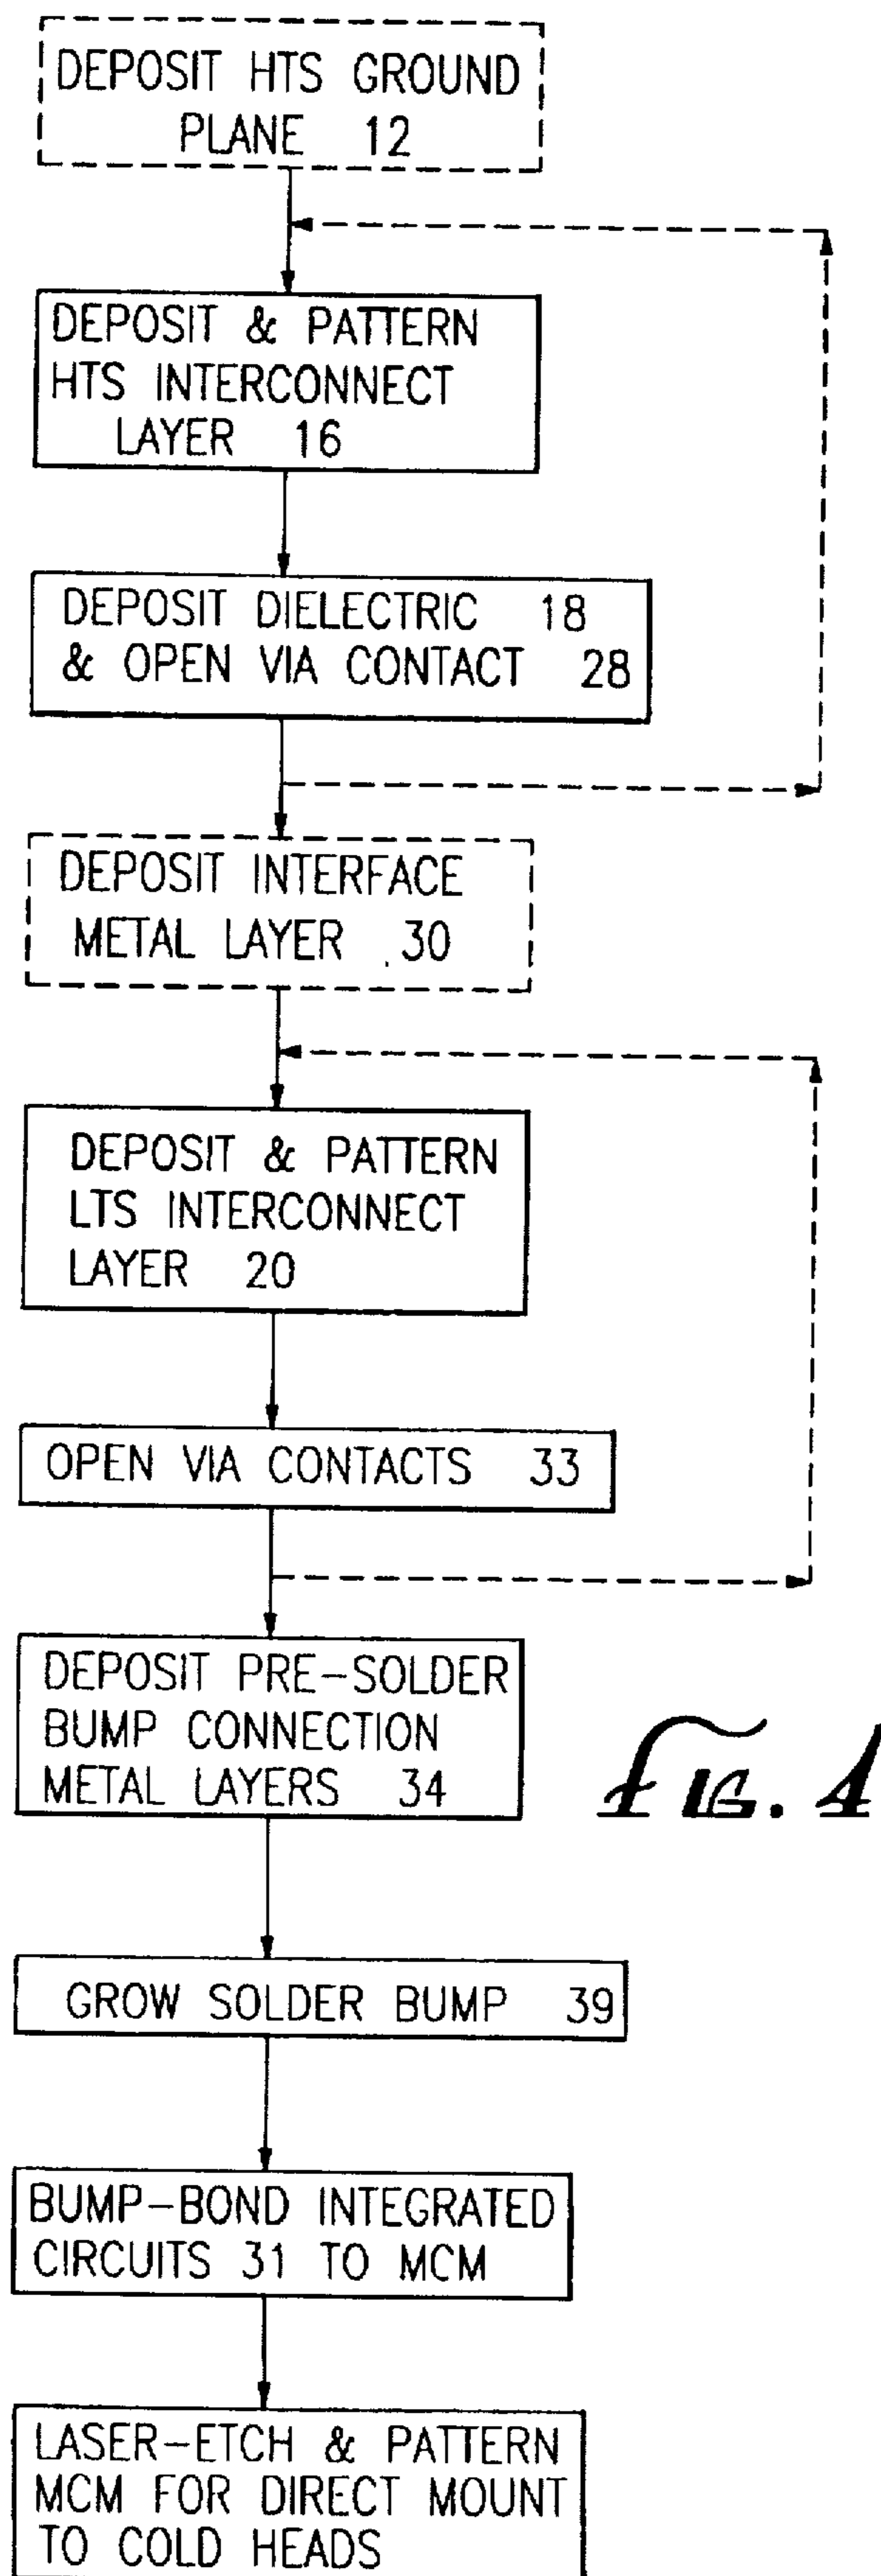 DEPOSIT HTS GROUND
PLANE 12
DEPOSIT & PATTERN
HTS INTERCONNECT
LAYER 16
DEPOSIT DIELECTRIC 18
& OPEN VIA CONTACT 28
DEPOSIT INTERFACE
METAL LAYER 30
DEPOSIT & PATTERN
LTS INTERCONNECT
LAYER 20
OPEN VIA CONTACTS 33
DEPOSIT PRE-SOLDER
BUMP CONNECTION
METAL LAYERS 34
FIG. 4
GROW SOLDER BUMP 39
BUMP-BOND INTEGRATED
CIRCUITS 31 TO MCM
LASER-ETCH & PATTERN
MCM FOR DIRECT MOUNT
TO COLD HEADS